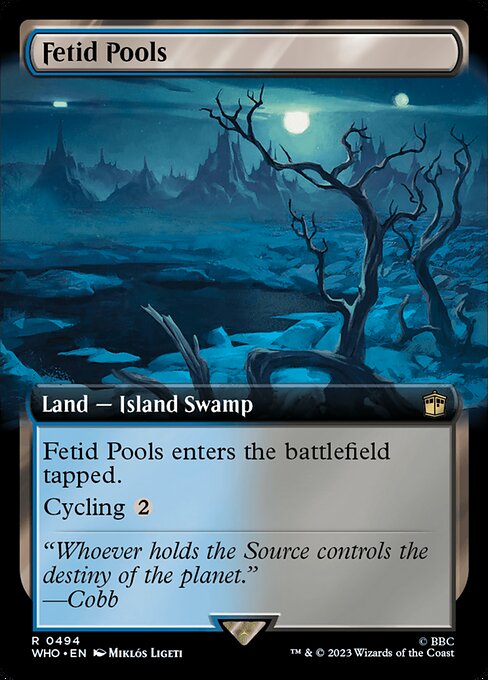 Fetid Pools
Land — Island Swamp
Fetid Pools enters the battlefield
tapped.
Cycling 2
“Whoever holds the Source controls the
destiny of the planet.”
—Cobb
R 0494
WHO • EN Miklós Ligeti
© BBC
™ & © 2023 Wizards of the Coast